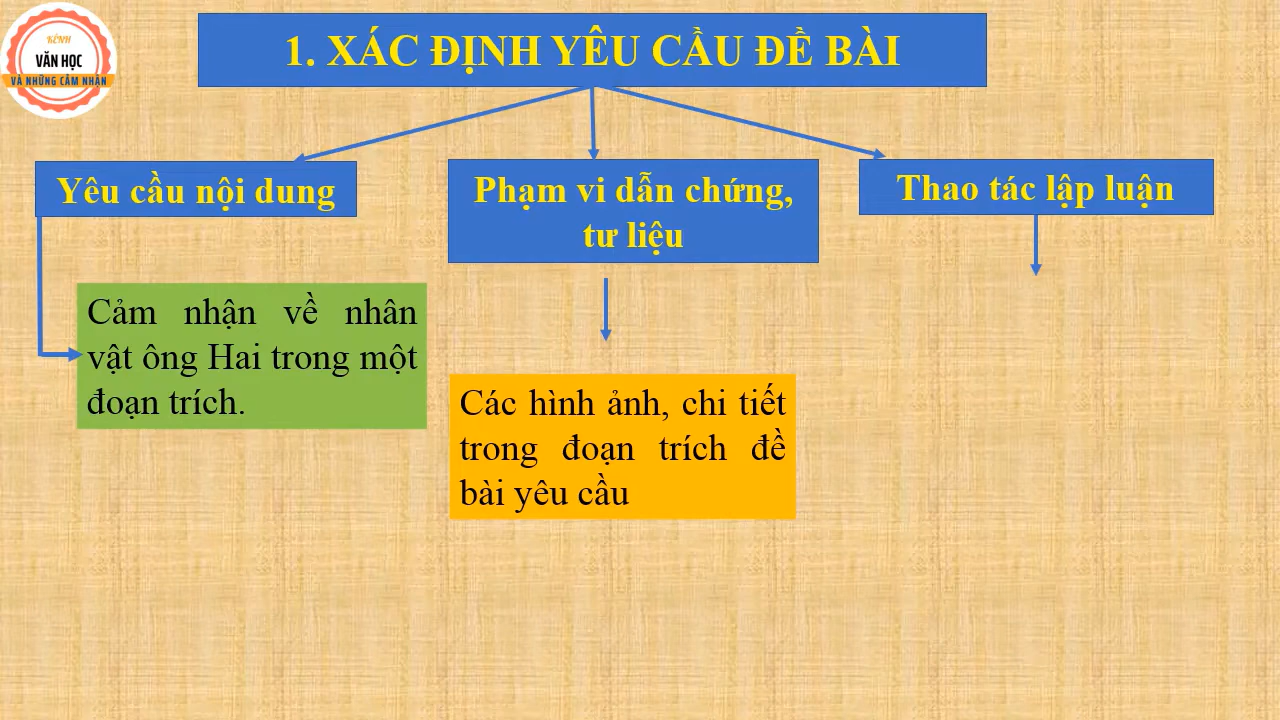 KÊNH
VĂN HỌC
VÀ NHỮNG CẢM NHẬN
1. XÁC ĐỊNH YÊU CẦU ĐỀ BÀI
Yêu cầu nội dung
Phạm vi dẫn chứng,
tư liệu
Thao tác lập luận
Cảm nhận về nhân
vật ông Hai trong một
đoạn trích.
Các hình ảnh, chi tiết
trong đoạn trích đề
bài yêu cầu